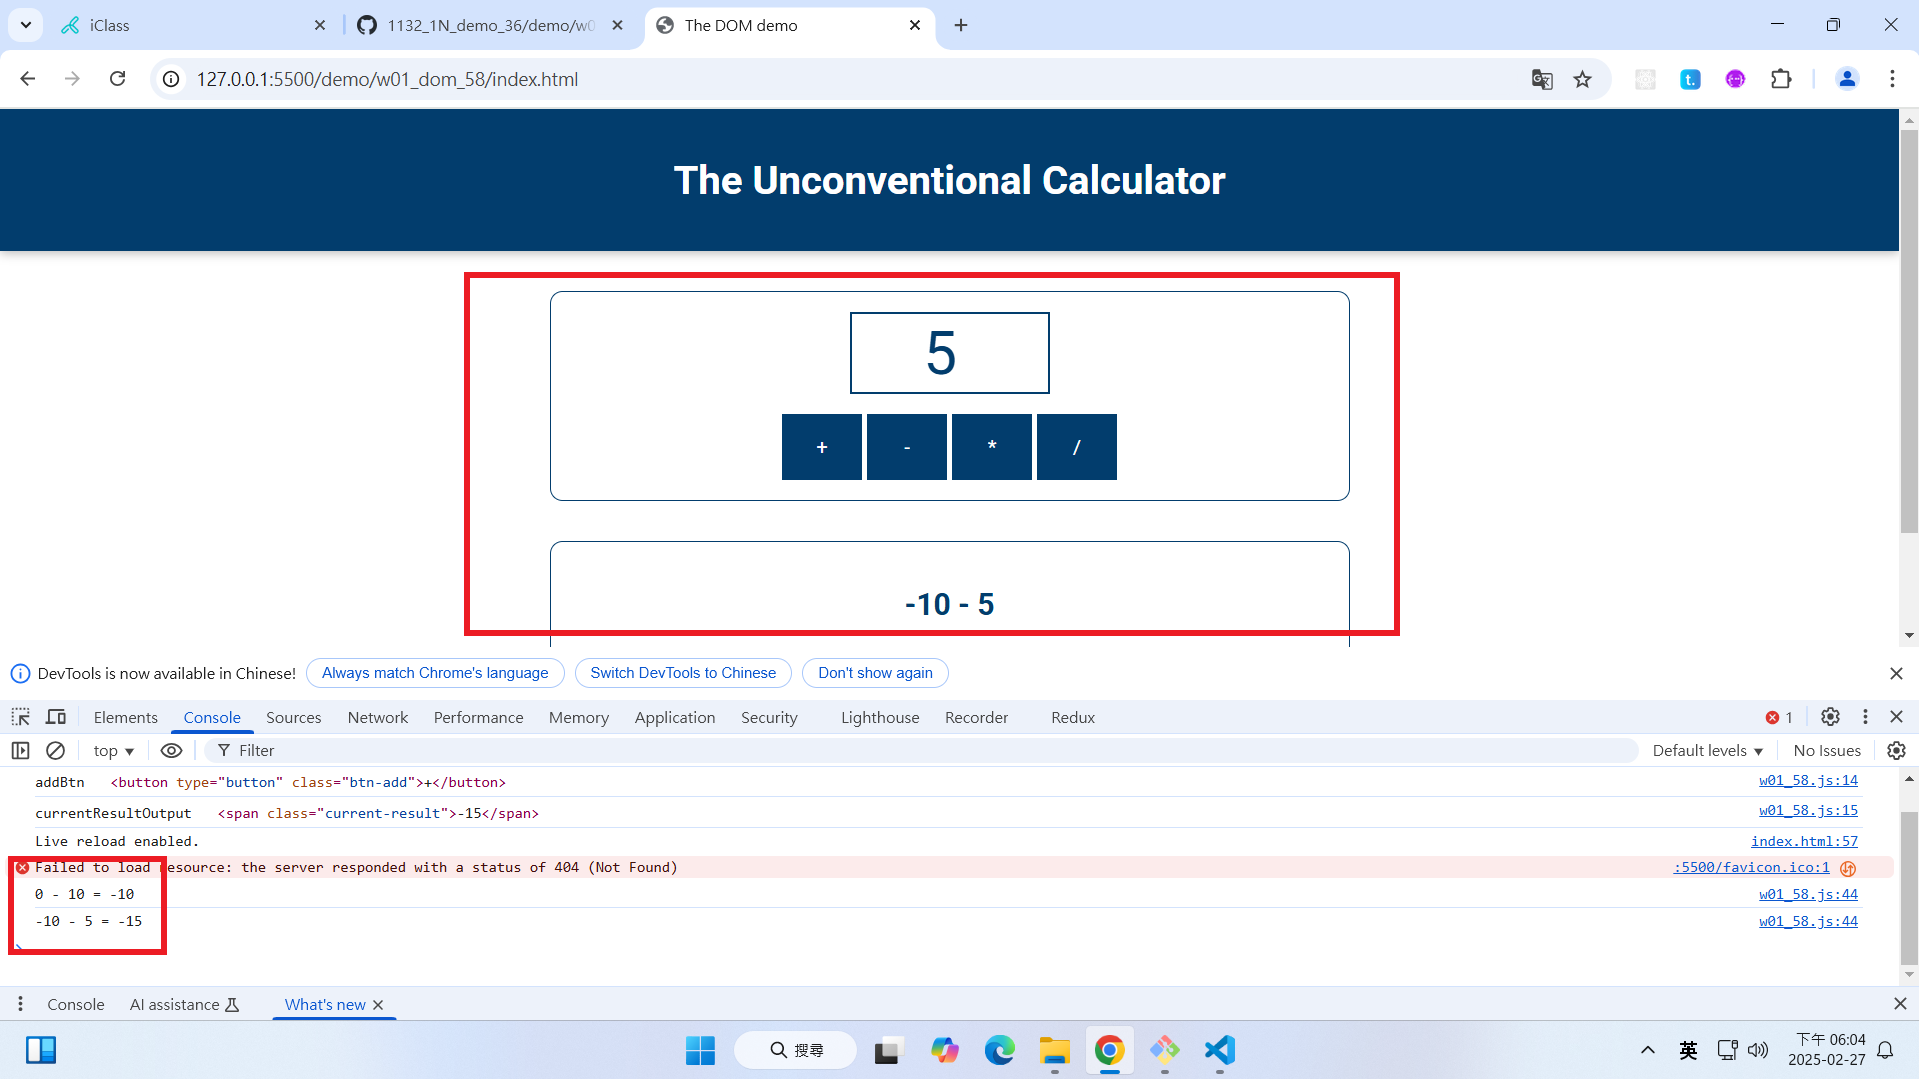 iClass
1132_1N_demo_36/demo/w0
The DOM demo
127.0.0.1:5500/demo/w01_dom_58/index.html
The Unconventional Calculator
5
+ - * /
-10 - 5
DevTools is now available in Chinese! Always match Chrome's language Switch DevTools to Chinese Don't show again
Elements Console Sources Network Performance Memory Application Security Lighthouse Recorder Redux 1
top Filter Default levels No Issues
addBtn <button type="button" class="btn-add">+</button> w01_58.js:14
currentResultOutput <span class="current-result">-15</span> w01_58.js:15
Live reload enabled. index.html:57
Failed to load resource: the server responded with a status of 404 (Not Found) :5500/favicon.ico:1
0 - 10 = -10 w01_58.js:44
-10 - 5 = -15 w01_58.js:44
Console AI assistance What's new
搜尋
英
下午 06:04
2025-02-27